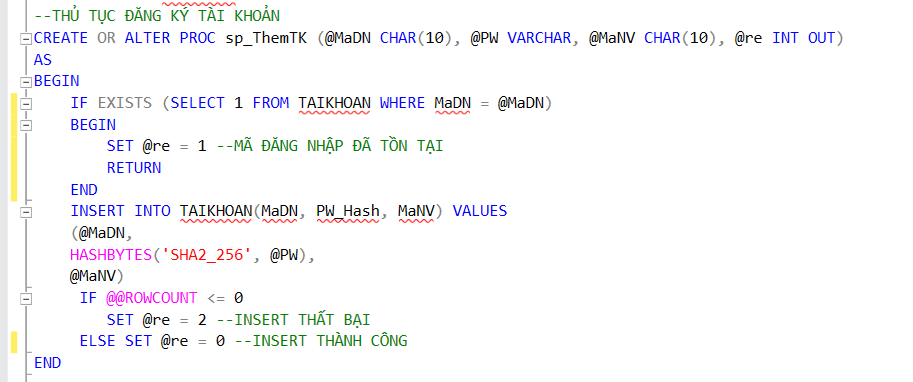 --THỦ TỤC ĐĂNG KÝ TÀI KHOẢN
CREATE OR ALTER PROC sp_ThemTK (@MaDN CHAR(10), @PW VARCHAR, @MaNV CHAR(10), @re INT OUT)
AS
BEGIN
    IF EXISTS (SELECT 1 FROM TAIKHOAN WHERE MaDN = @MaDN)
    BEGIN
        SET @re = 1 --MÃ ĐĂNG NHẬP ĐÃ TỒN TẠI
        RETURN
    END
    INSERT INTO TAIKHOAN(MaDN, PW_Hash, MaNV) VALUES
    (@MaDN,
    HASHBYTES('SHA2_256', @PW),
    @MaNV)
     IF @@ROWCOUNT <= 0
        SET @re = 2 --INSERT THẤT BẠI
     ELSE SET @re = 0 --INSERT THÀNH CÔNG
END